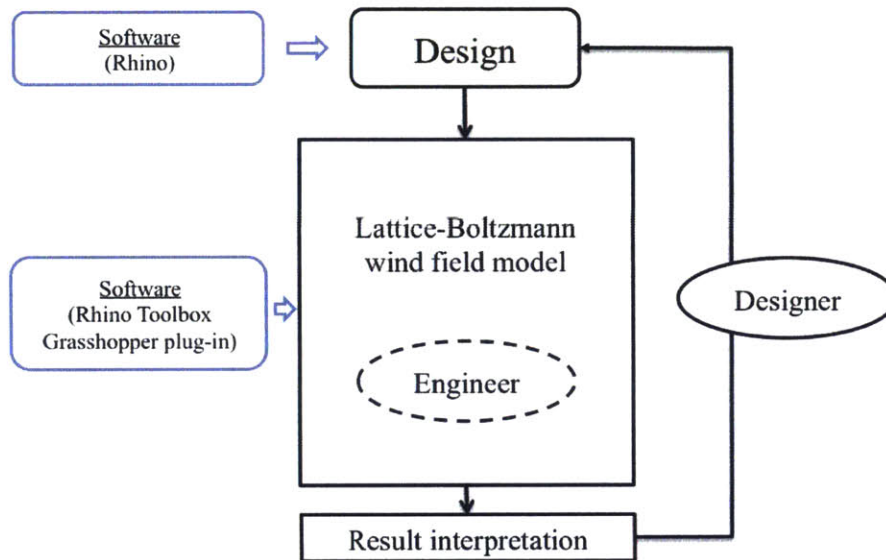 Software
(Rhino)
Design
Lattice-Boltzmann
wind field model
Software
(Rhino Toolbox
Grasshopper plug-in)
Designer
Engineer
Result interpretation